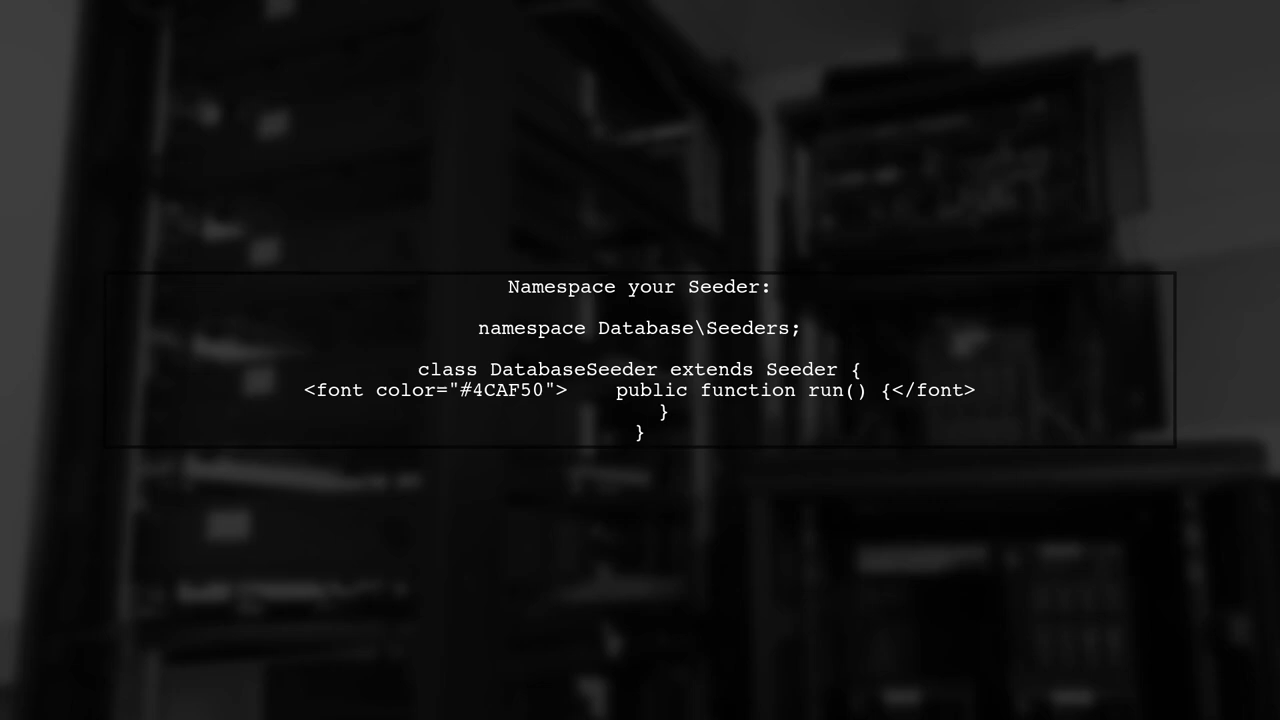 Namespace your Seeder:
namespace Database\Seeders;
class DatabaseSeeder extends Seeder {
<font color="#4CAF50">    public function run() {</font>
}
}